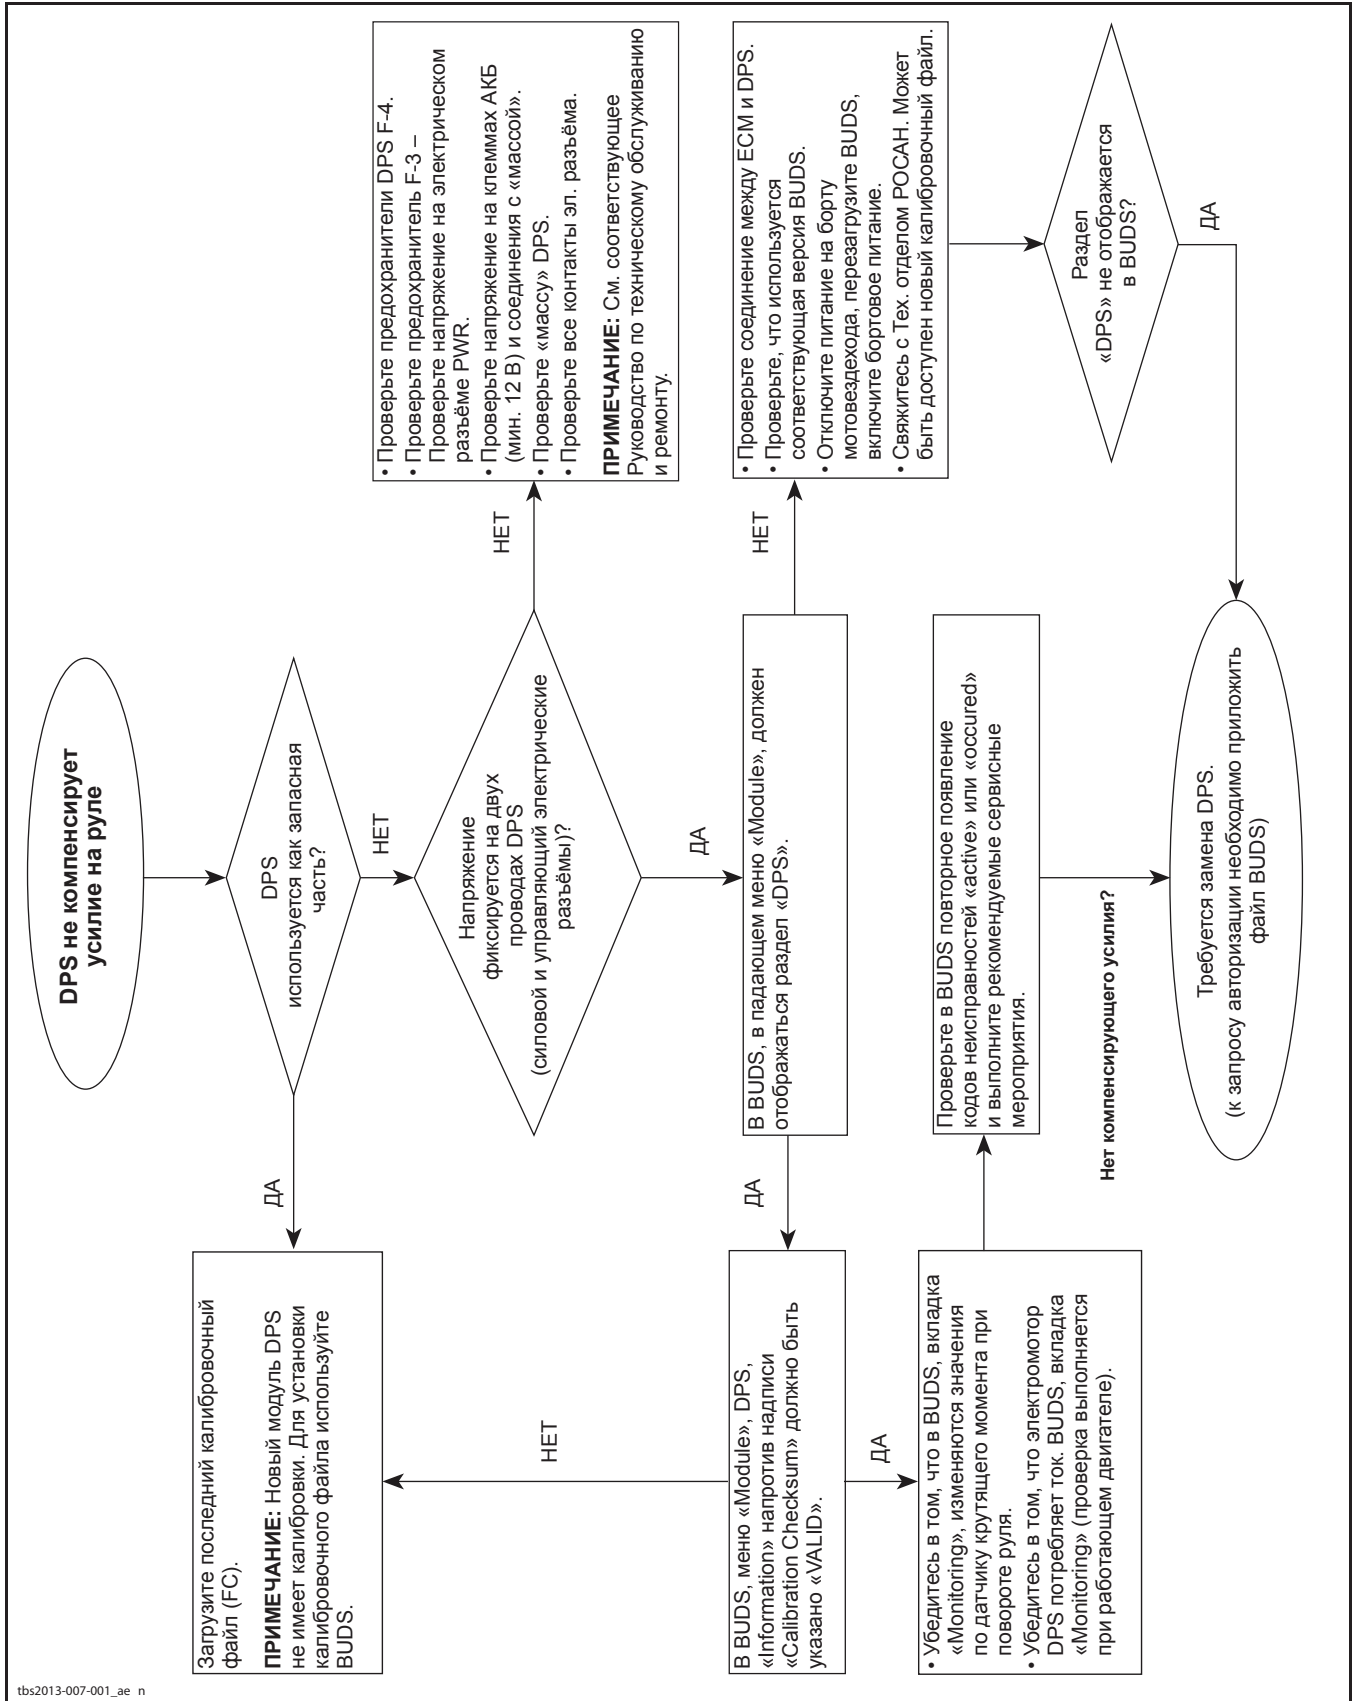 DPS не компенсирует
усилие на руле
DPS
используется как запасная
часть?
ДА
НЕТ
Загрузите последний калибровочный
файл (FC).
ПРИМЕЧАНИЕ: Новый модуль DPS
не имеет калибровки. Для установки
калибровочного файла используйте
BUDS.
Напряжение
фиксируется на двух
проводах DPS
(силовой и управляющий электрические
разъёмы)?
НЕТ
ДА
• Проверьте предохранители DPS F-4.
• Проверьте предохранитель F-3 –
Проверьте напряжение на электрическом
разъёме PWR.
• Проверьте напряжение на клеммах АКБ
(мин. 12 В) и соединения с «массой».
• Проверьте «массу» DPS.
• Проверьте все контакты эл. разъёма.
ПРИМЕЧАНИЕ: См. соответствующее
Руководство по техническому обслуживанию
и ремонту.
В BUDS, в падающем меню «Module», должен
отображаться раздел «DPS».
ДА
НЕТ
В BUDS, меню «Module», DPS,
«Information» напротив надписи
«Calibration Checksum» должно быть
указано «VALID».
НЕТ
ДА
• Проверьте соединение между ECM и DPS.
• Проверьте, что используется
соответствующая версия BUDS.
• Отключите питание на борту
мотовездехода, перезагрузите BUDS,
включите бортовое питание.
• Свяжитесь с Тех. отделом РОСАН. Может
быть доступен новый калибровочный файл.
• Убедитесь в том, что в BUDS, вкладка
«Monitoring», изменяются значения
по датчику крутящего момента при
повороте руля.
• Убедитесь в том, что электромотор
DPS потребляет ток. BUDS, вкладка
«Monitoring» (проверка выполняется
при работающем двигателе).
Проверьте в BUDS повторное появление
кодов неисправностей «active» или «occured»
и выполните рекомендуемые сервисные
мероприятия.
Нет компенсирующего усилия?
Раздел
«DPS» не отображается
в BUDS?
ДА
Требуется замена DPS.
(к запросу авторизации необходимо приложить
файл BUDS)
tbs2013-007-001_ae n